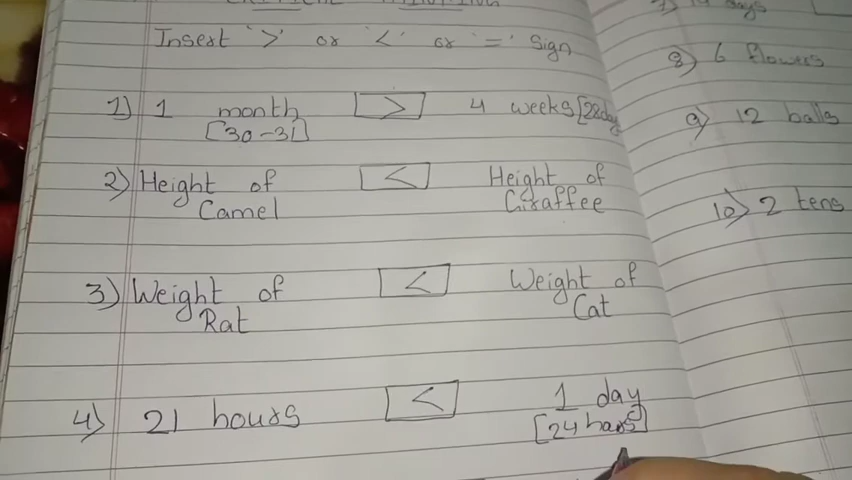 Insert '>' or '<' or '=' Sign
1) 1 month > 4 weeks [28day
[30-31]
2) Height of < Height of
Camel Giraffee
3) Weight of < Weight of
Rat Cat
4) 21 hours < 1 day
[24 hours]
days
8) 6 flowers
9) 12 balls
10) 2 tens